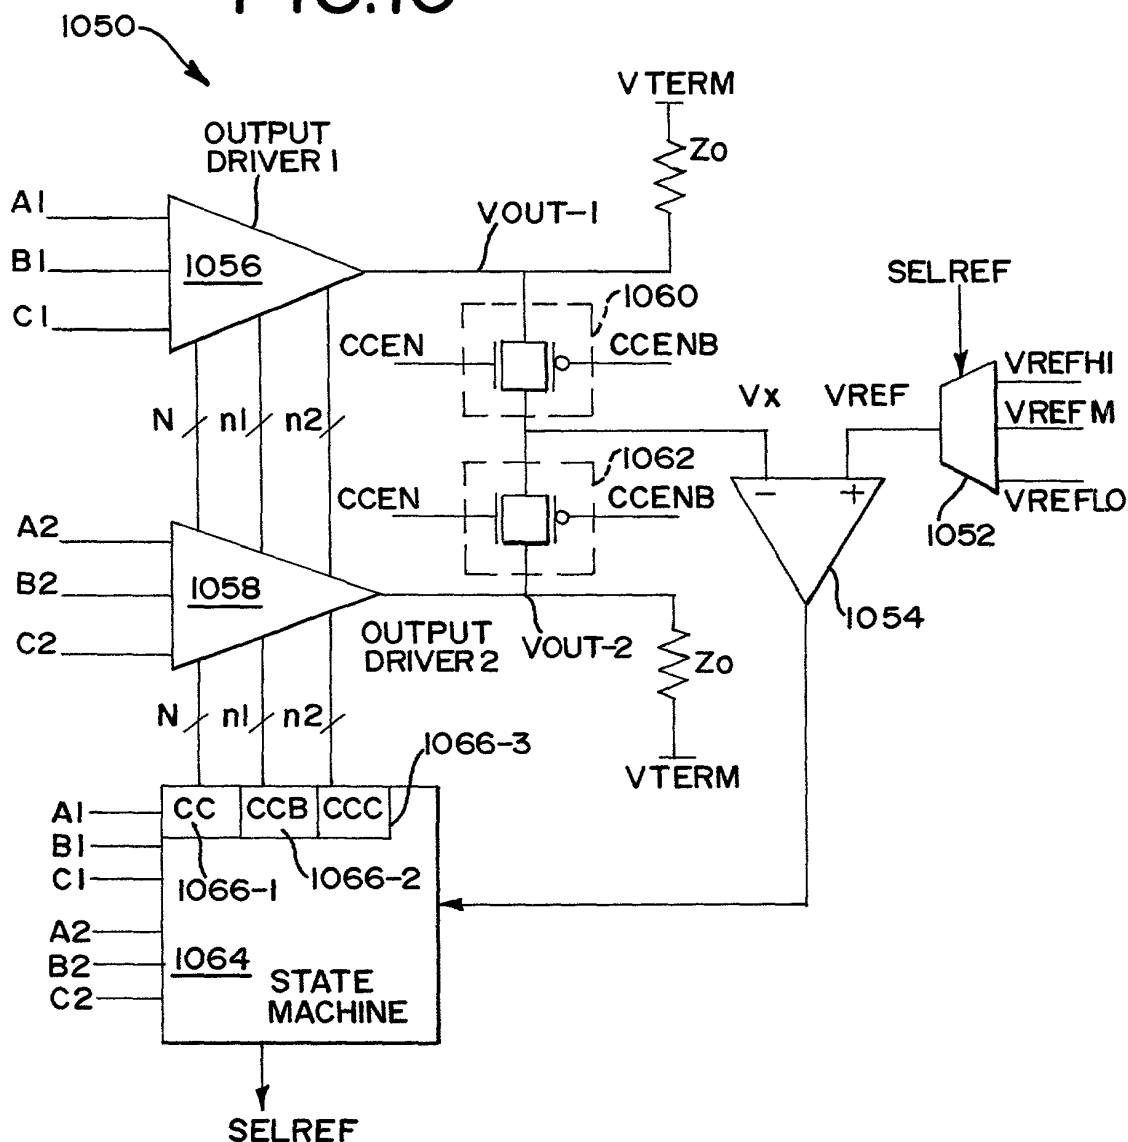 FIG.10
1050
VTERM
OUTPUT
DRIVER 1
Zo
A1
VOUT-1
B1
1056
SELREF
1060
C1
CCEN
CCENB
VREFHI
N
n1
n2
Vx
VREF
VREFM
1062
CCEN
CCENB
VREFLO
A2
1052
B2
1058
1054
C2
OUTPUT
DRIVER 2
VOUT-2
Zo
N
n1
n2
1066-3
VTERM
A1
CC
CCB
CCC
B1
C1
1066-1
1066-2
A2
B2
1064
STATE
MACHINE
C2
SELREF